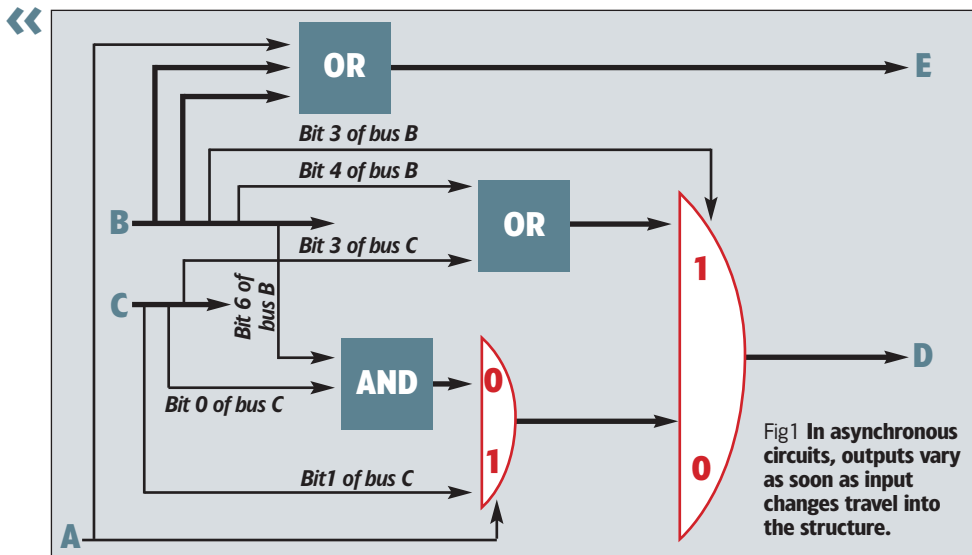 «
OR
E
Bit 3 of bus B
Bit 4 of bus B
B
OR
Bit 3 of bus C
1
C
Bit 6 of
bus B
D
AND
0
Bit 0 of bus C
1
0
Bit1 of bus C
A
Fig1 In asynchronous
circuits, outputs vary
as soon as input
changes travel into
the structure.